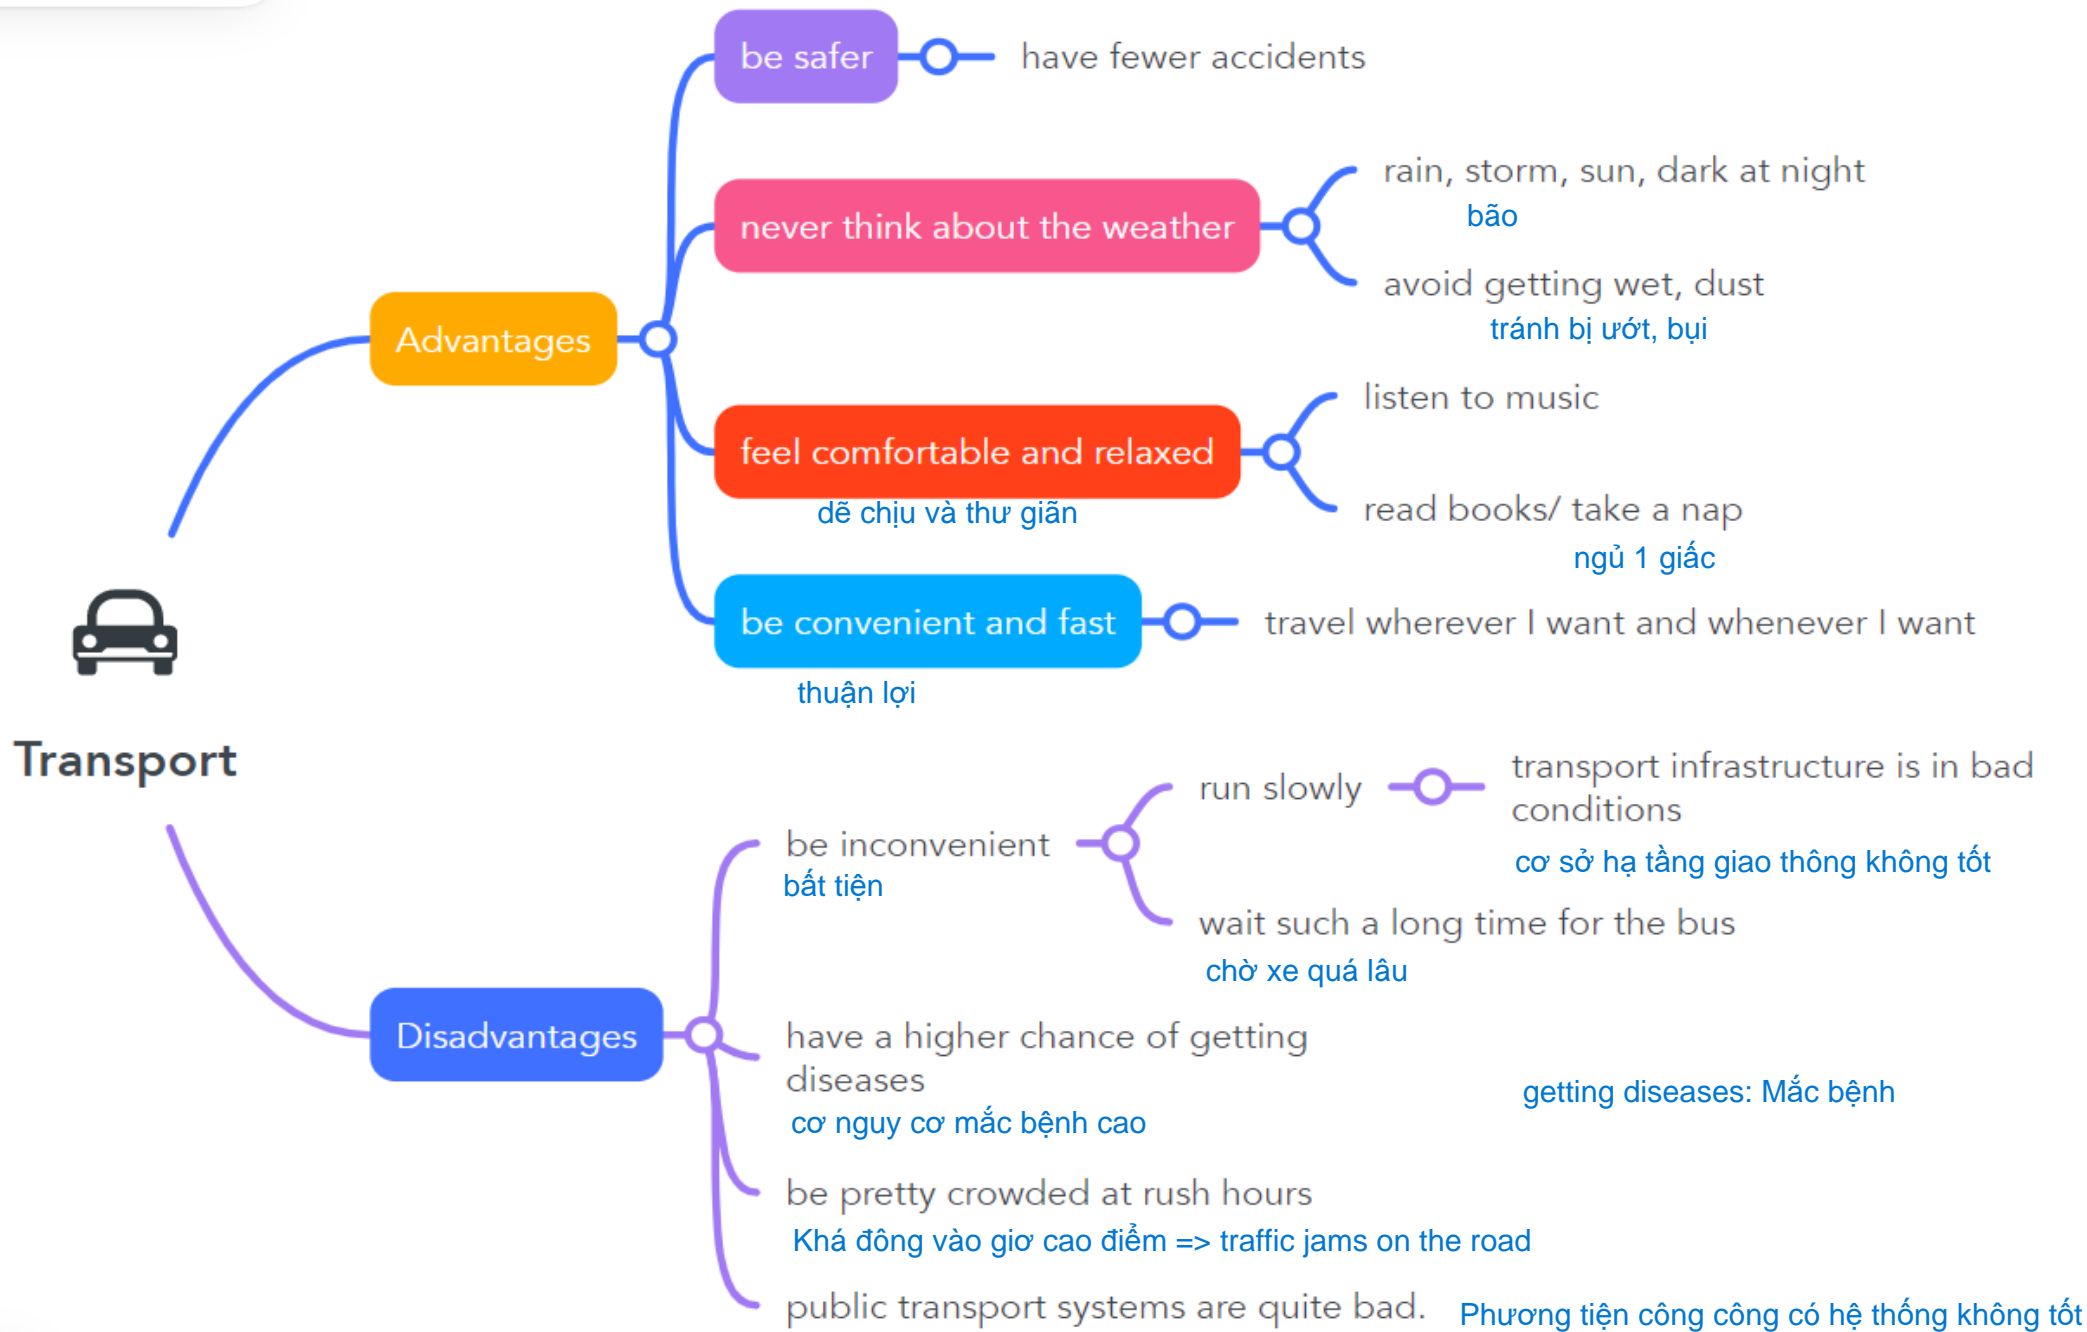 be safer
have fewer accidents
never think about the weather
rain, storm, sun, dark at night
bão
avoid getting wet, dust
tránh bị ướt, bụi
Advantages
feel comfortable and relaxed
dẽ chịu và thư giãn
listen to music
read books/ take a nap
ngủ 1 giấc
be convenient and fast
thuận lợi
travel wherever I want and whenever I want
Transport
Disadvantages
be inconvenient
bất tiện
run slowly
transport infrastructure is in bad
conditions
cơ sở hạ tầng giao thông không tốt
wait such a long time for the bus
chờ xe quá lâu
have a higher chance of getting
diseases
cơ nguy cơ mắc bệnh cao
getting diseases: Mắc bệnh
be pretty crowded at rush hours
Khá đông vào giơ cao điểm => traffic jams on the road
public transport systems are quite bad.
Phương tiện công công có hệ thống không tốt